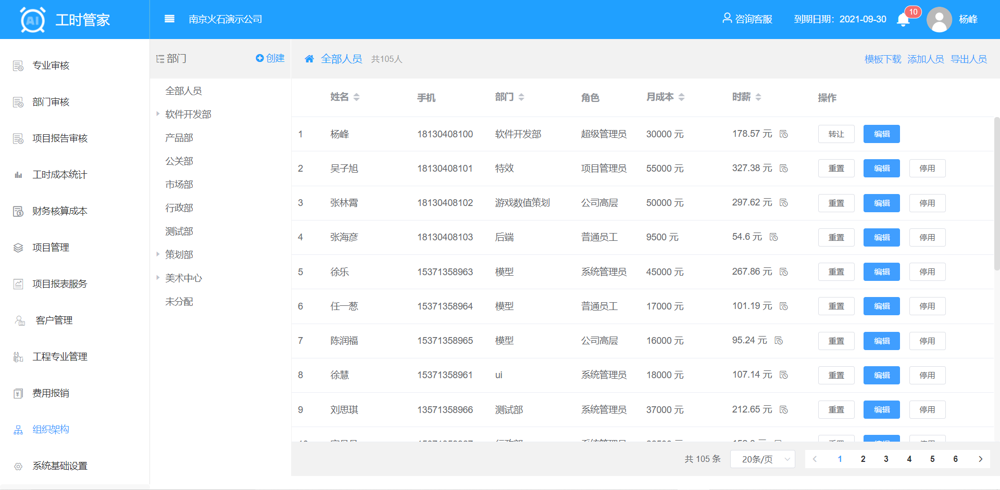 AI 工时管家
南京火石演示公司
咨询客服
到期日期：2021-09-30
10
杨峰
专业审核
部门审核
项目报告审核
工时成本统计
财务核算成本
项目管理
项目报表服务
客户管理
工程专业管理
费用报销
组织架构
系统基础设置
部门 创建
全部人员
软件开发部
产品部
公关部
市场部
行政部
测试部
策划部
美术中心
未分配
全部人员 共105人
模板下载 添加人员 导出人员
姓名 手机 部门 角色 月成本 时薪 操作
1 杨峰 18130408100 软件开发部 超级管理员 30000 元 178.57 元 转让 编辑
2 吴子旭 18130408101 特效 项目管理员 55000 元 327.38 元 重置 编辑 停用
3 张林霄 18130408102 游戏数值策划 公司高层 50000 元 297.62 元 重置 编辑 停用
4 张海彦 18130408103 后端 普通员工 9500 元 54.6 元 重置 编辑 停用
5 徐乐 15371358963 模型 系统管理员 45000 元 267.86 元 重置 编辑 停用
6 任一葱 15371358964 模型 普通员工 17000 元 101.19 元 重置 编辑 停用
7 陈润福 15371358965 模型 公司高层 16000 元 95.24 元 重置 编辑 停用
8 徐慧 15371358961 ui 系统管理员 18000 元 107.14 元 重置 编辑 停用
9 刘思琪 13571358966 测试部 系统管理员 37000 元 212.65 元 重置 编辑 停用
共 105 条 20条/页 1 2 3 4 5 6